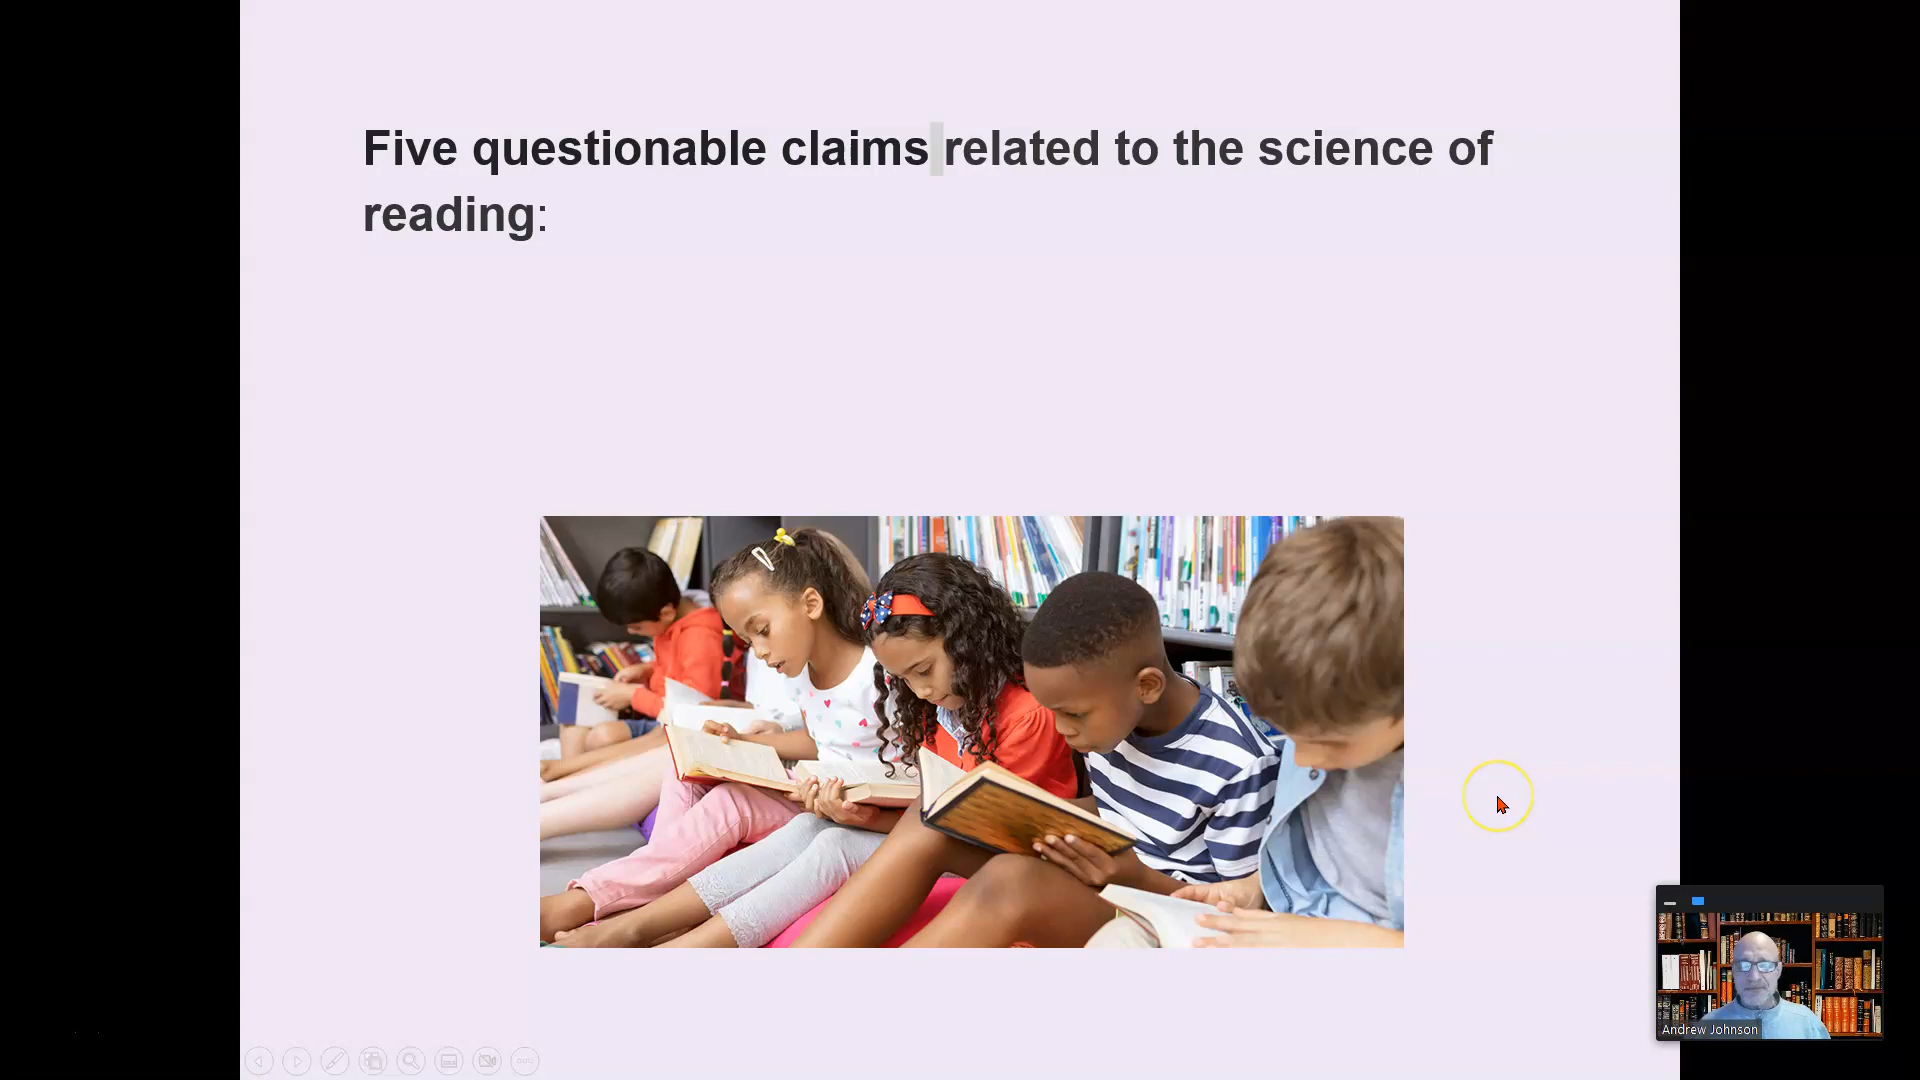 Five questionable claims related to the science of
reading:
Andrew Johnson